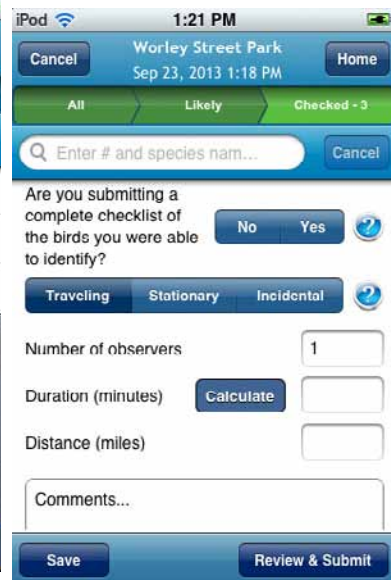 iPod 1:21 PM
Cancel Worley Street Park Home
Sep 23, 2013 1:18 PM
All Likely Checked - 3
Enter # and species nam... Cancel
Are you submitting a
complete checklist of
the birds you were able
to identify?
No Yes ?
Traveling Stationary Incidental ?
Number of observers 1
Duration (minutes) Calculate
Distance (miles)
Comments...
Save Review & Submit